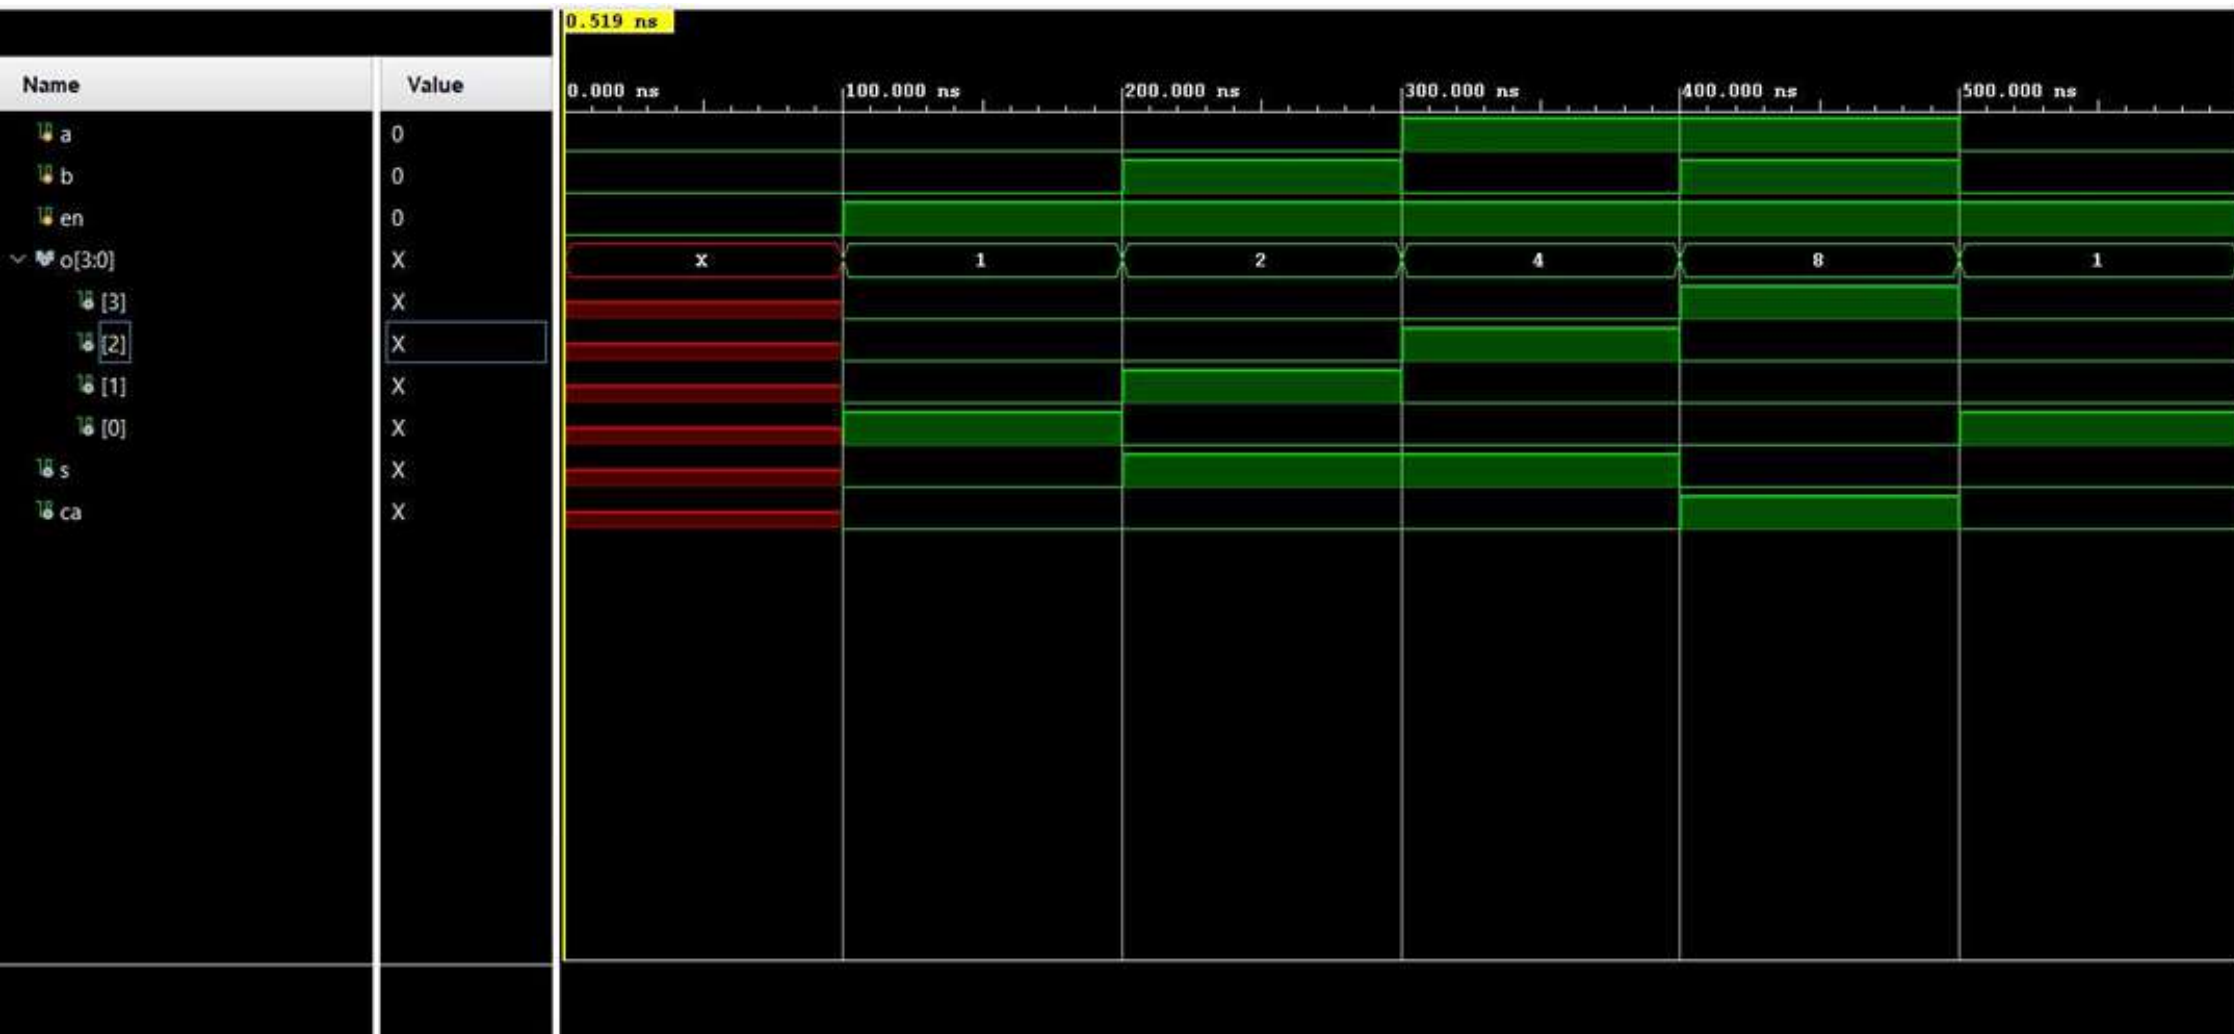 0.519 ns
Name Value 0.000 ns 100.000 ns 200.000 ns 300.000 ns 400.000 ns 500.000 ns
a 0
b 0
en 0
o[3:0] X X 1 2 4 8 1
[3] X
[2] X
[1] X
[0] X
s X
ca X